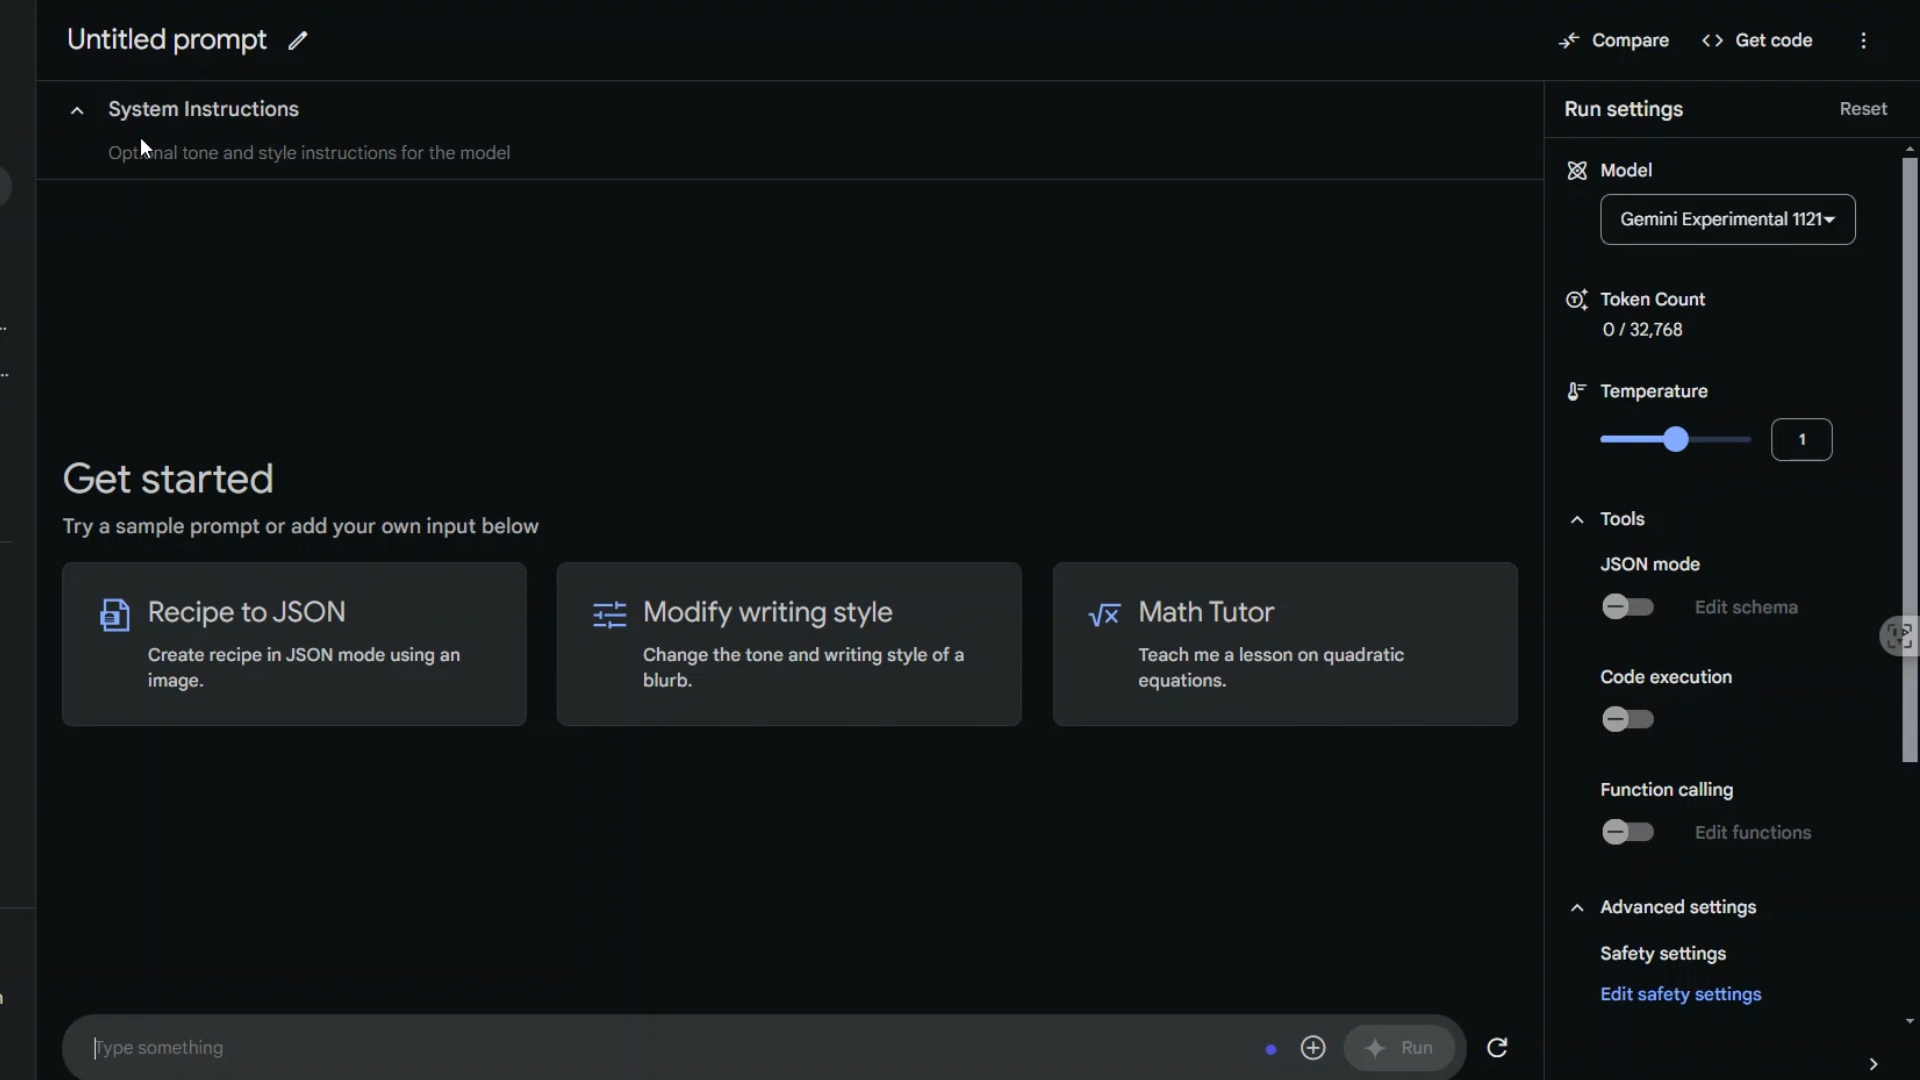 Untitled prompt
Compare
Get code
System Instructions
Optional tone and style instructions for the model
Run settings
Reset
Model
Gemini Experimental 1121
Token Count
0 / 32,768
Temperature
1
Get started
Try a sample prompt or add your own input below
Recipe to JSON
Create recipe in JSON mode using an
image.
Modify writing style
Change the tone and writing style of a
blurb.
Math Tutor
Teach me a lesson on quadratic
equations.
Tools
JSON mode
Edit schema
Code execution
Function calling
Edit functions
Advanced settings
Safety settings
Edit safety settings
Type something
Run